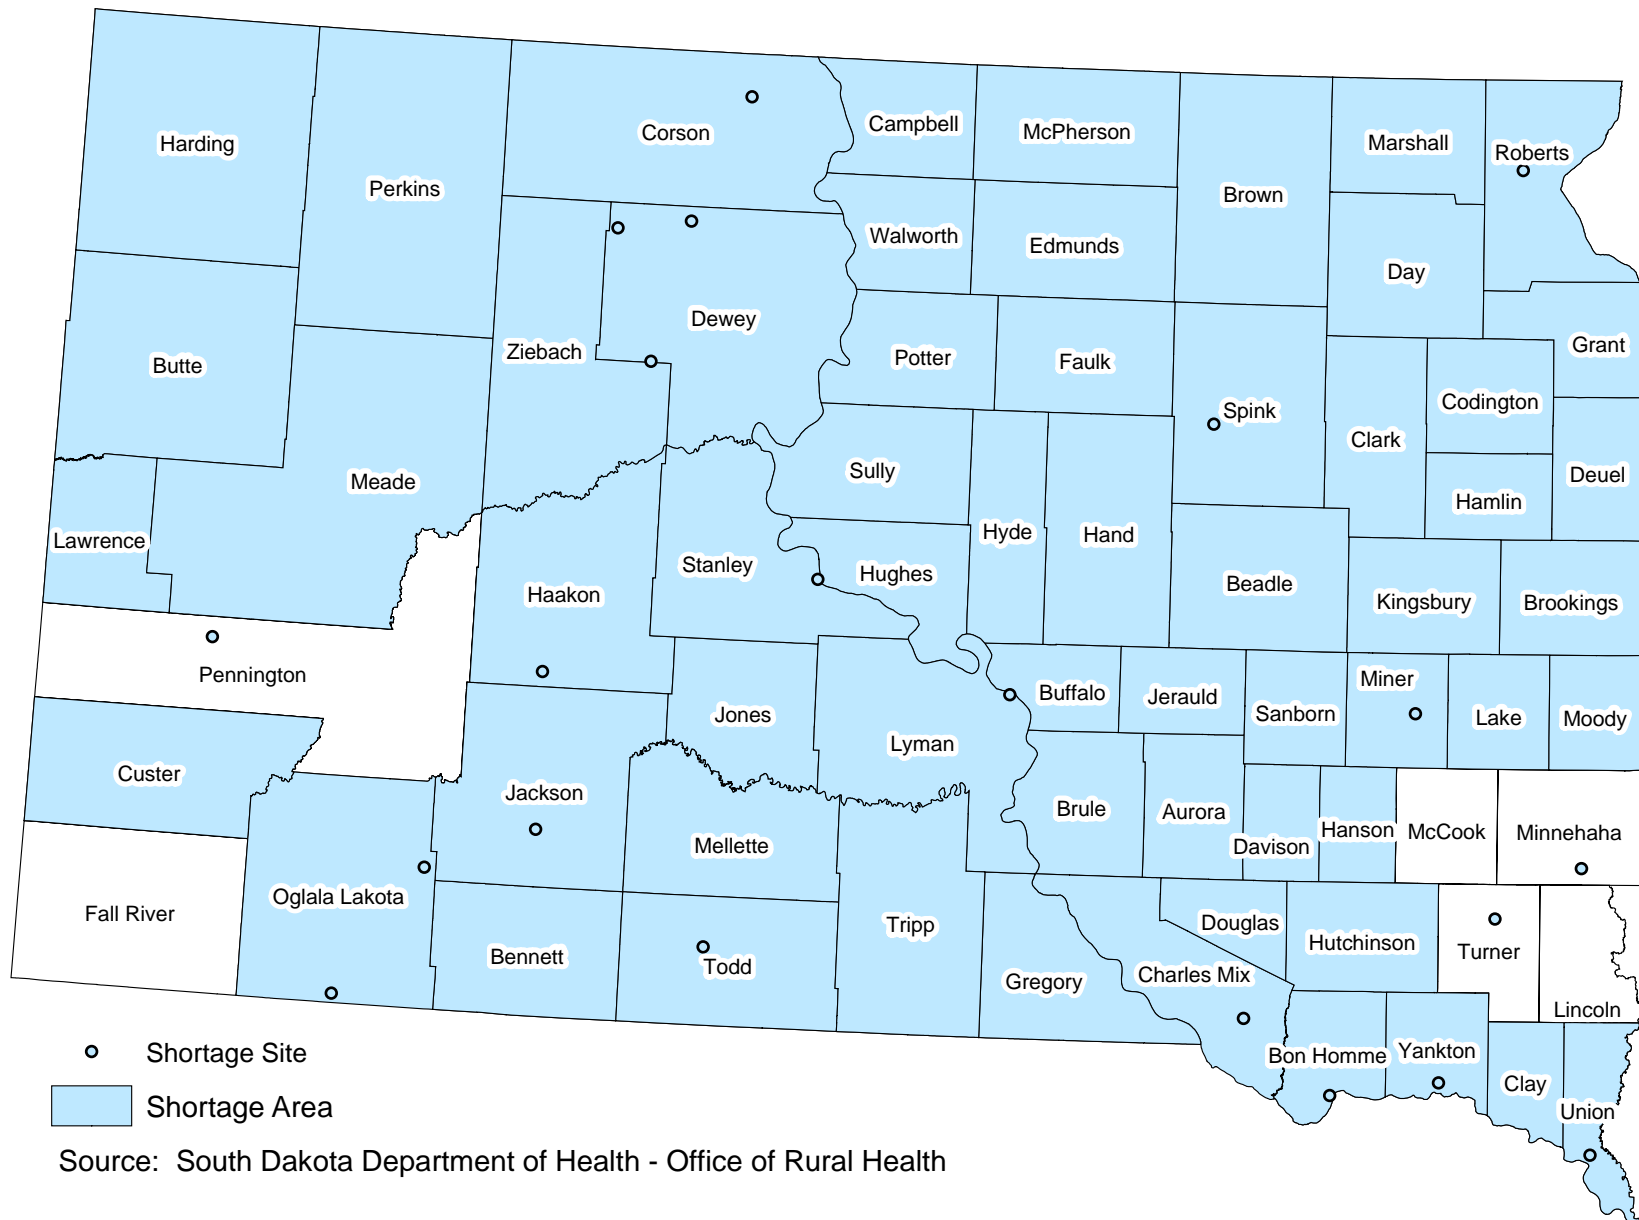 Harding
Perkins
Corson
Campbell
McPherson
Brown
Marshall
Roberts
Walworth
Edmunds
Day
Butte
Ziebach
Dewey
Potter
Faulk
Spink
Grant
Codington
Clark
Meade
Sully
Deuel
Hamlin
Lawrence
Hyde
Hand
Stanley
Hughes
Haakon
Beadle
Kingsbury
Brookings
Pennington
Buffalo
Jerauld
Miner
Jones
Sanborn
Lake
Moody
Lyman
Custer
Jackson
Brule
Aurora
Hanson
McCook
Minnehaha
Mellette
Davison
Oglala Lakota
Fall River
Tripp
Douglas
Hutchinson
Turner
Bennett
Todd
Charles Mix
Gregory
Lincoln
Bon Homme
Yankton
Clay
Union
Shortage Site
Shortage Area
Source: South Dakota Department of Health - Office of Rural Health